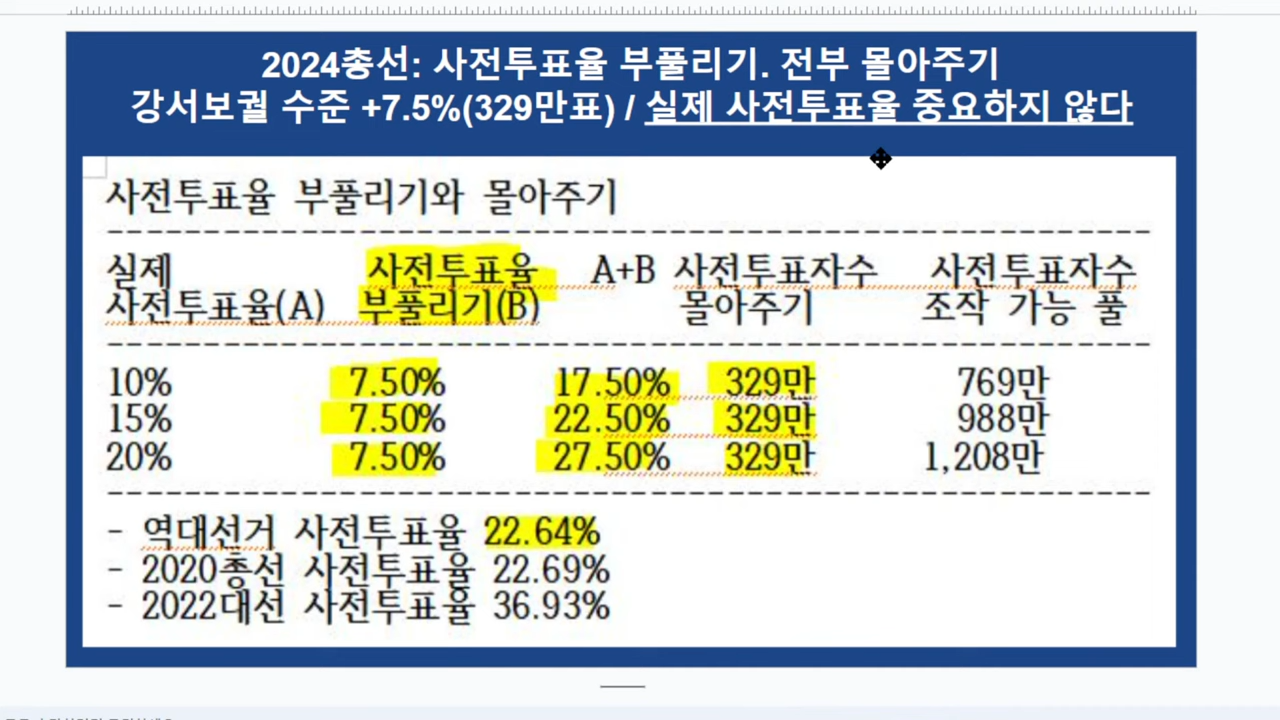 2024총선: 사전투표율 부풀리기. 전부 몰아주기
강서보궐 수준 +7.5%(329만표) / 실제 사전투표율 중요하지 않다
사전투표율 부풀리기와 몰아주기
실제 사전투표율 A+B 사전투표자수 사전투표자수
사전투표율(A) 부풀리기(B) 몰아주기 조작 가능 풀
10% 7.50% 17.50% 329만 769만
15% 7.50% 22.50% 329만 988만
20% 7.50% 27.50% 329만 1,208만
- 역대선거 사전투표율 22.64%
- 2020총선 사전투표율 22.69%
- 2022대선 사전투표율 36.93%